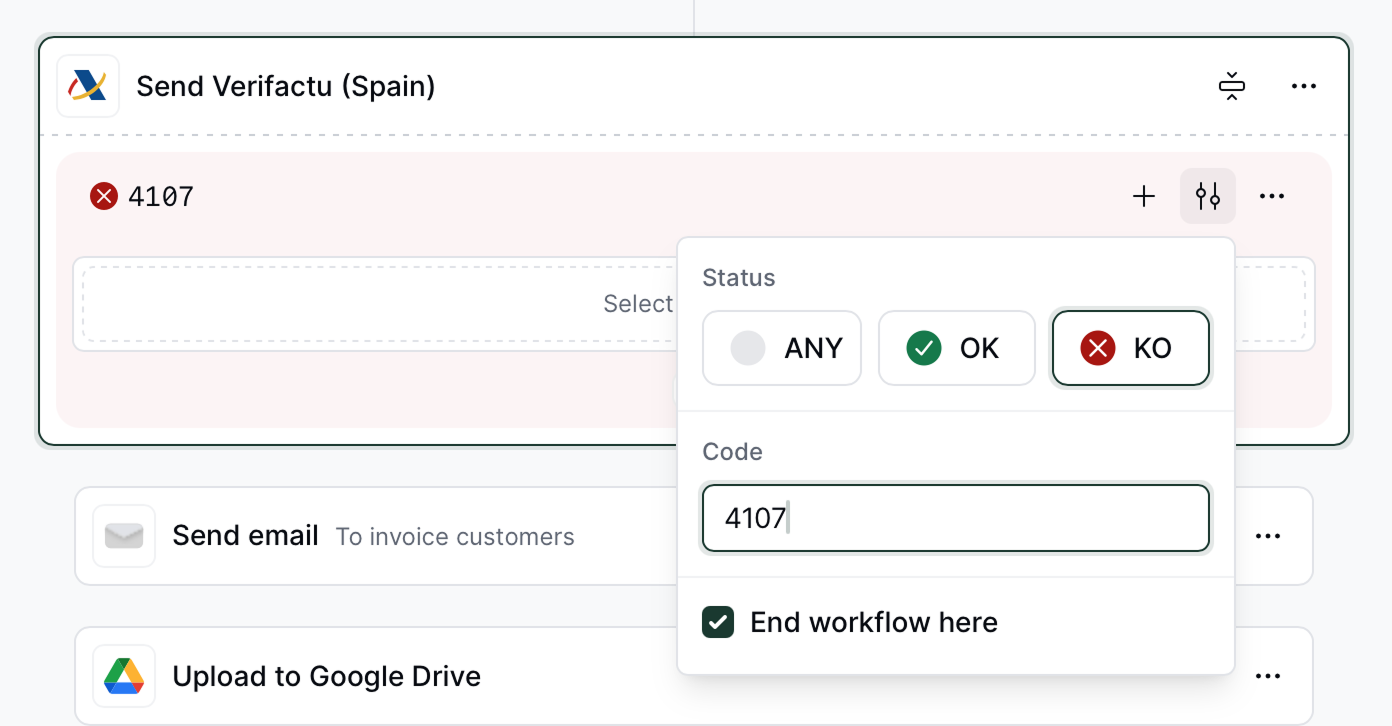 Send Verifactu (Spain)
4107
Select
Status
ANY
OK
KO
Code
4107
Send email To invoice customers
End workflow here
Upload to Google Drive